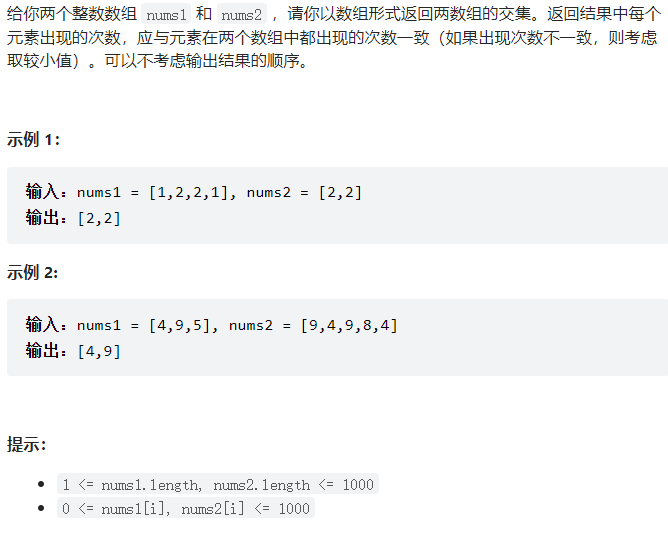 给你两个整数数组 nums1 和 nums2 ，请你以数组形式返回两数组的交集。返回结果中每个
元素出现的次数，应与元素在两个数组中都出现的次数一致（如果出现次数不一致，则考虑
取较小值）。可以不考虑输出结果的顺序。
示例 1：
输入：nums1 = [1,2,2,1], nums2 = [2,2]
输出：[2,2]
示例 2:
输入：nums1 = [4,9,5], nums2 = [9,4,9,8,4]
输出：[4,9]
提示：
1 <= nums1.length, nums2.length <= 1000
0 <= nums1[i], nums2[i] <= 1000